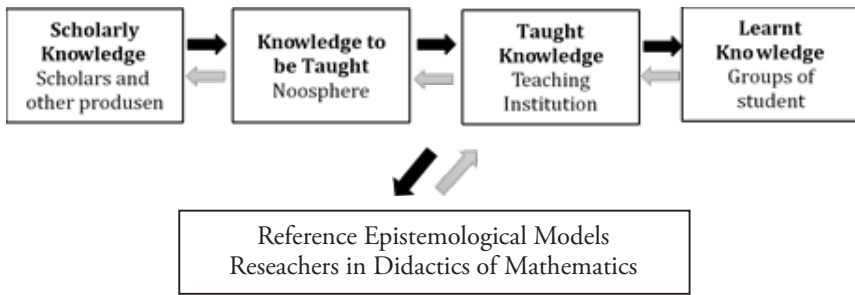 Scholarly
Knowledge
Scholars and
other produsen
Knowledge to
be Taught
Noosphere
Taught
Knowledge
Teaching
Institution
Learnt
Knowledge
Groups of
student
Reference Epistemological Models
Reseachers in Didactics of Mathematics